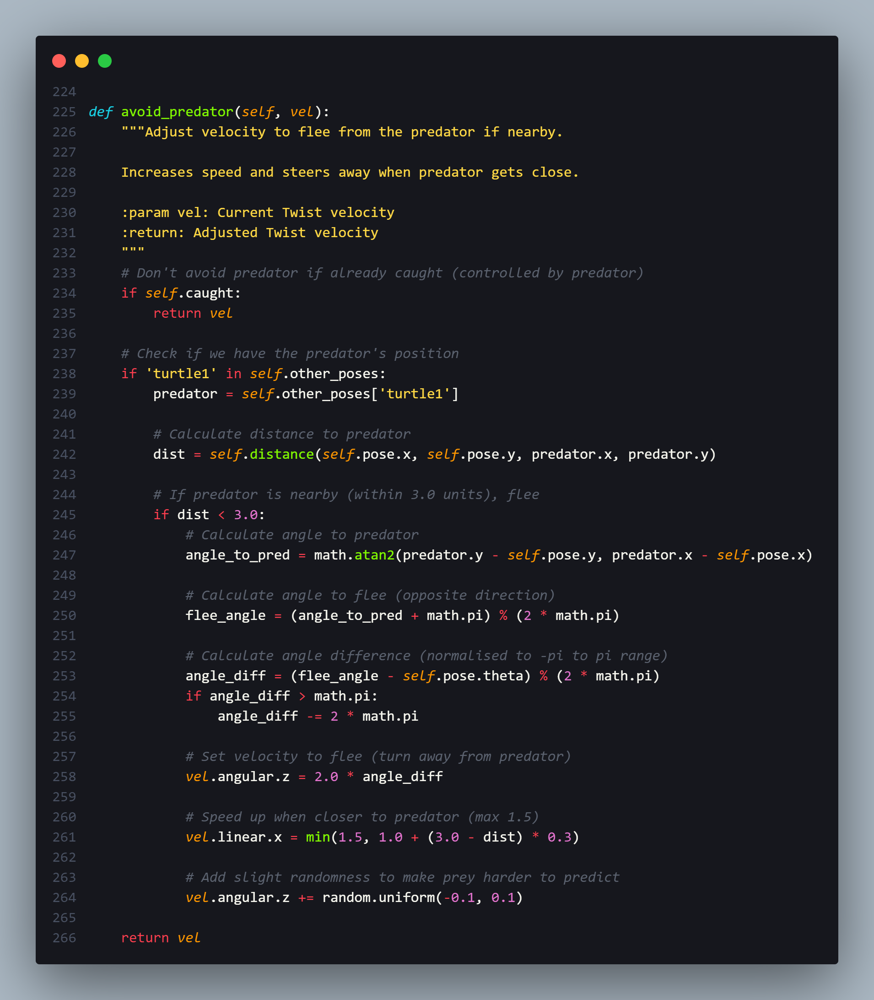 224
225 def avoid_predator(self, vel):
226     """Adjust velocity to flee from the predator if nearby.
227
228     Increases speed and steers away when predator gets close.
229
230     :param vel: Current Twist velocity
231     :return: Adjusted Twist velocity
232     """
233     # Don't avoid predator if already caught (controlled by predator)
234     if self.caught:
235         return vel
236
237     # Check if we have the predator's position
238     if 'turtle1' in self.other_poses:
239         predator = self.other_poses['turtle1']
240
241         # Calculate distance to predator
242         dist = self.distance(self.pose.x, self.pose.y, predator.x, predator.y)
243
244         # If predator is nearby (within 3.0 units), flee
245         if dist < 3.0:
246             # Calculate angle to predator
247             angle_to_pred = math.atan2(predator.y - self.pose.y, predator.x - self.pose.x)
248
249             # Calculate angle to flee (opposite direction)
250             flee_angle = (angle_to_pred + math.pi) % (2 * math.pi)
251
252             # Calculate angle difference (normalised to -pi to pi range)
253             angle_diff = (flee_angle - self.pose.theta) % (2 * math.pi)
254             if angle_diff > math.pi:
255                 angle_diff -= 2 * math.pi
256
257             # Set velocity to flee (turn away from predator)
258             vel.angular.z = 2.0 * angle_diff
259
260             # Speed up when closer to predator (max 1.5)
261             vel.linear.x = min(1.5, 1.0 + (3.0 - dist) * 0.3)
262
263             # Add slight randomness to make prey harder to predict
264             vel.angular.z += random.uniform(-0.1, 0.1)
265
266     return vel